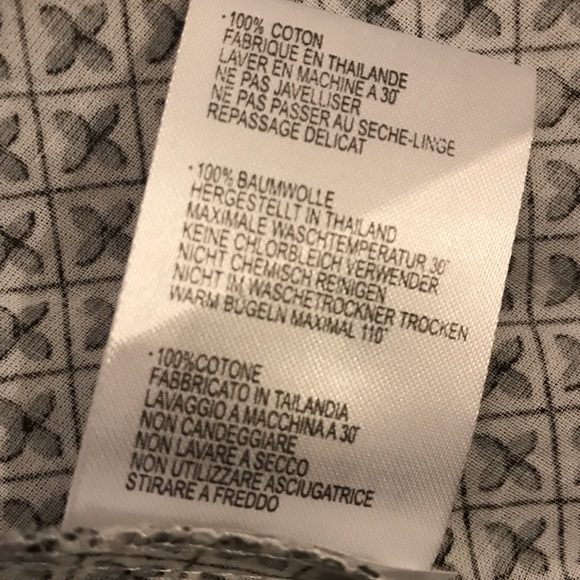 ·100% COTON
FABRIQUE EN THAILANDE
LAVER EN MACHINE A 30°
NE PAS JAVELLISER
NE PAS PASSER AU SECHE-LINGE
REPASSAGE DELICAT
·100% BAUMWOLLE
HERGESTELLT IN THAILAND
MAXIMALE WASCHTEMPERATUR 30°
KEINE CHLORBLEICH VERWENDER
NICHT CHEMISCH REINIGEN
NICHT IM WASCHETROCKNER TROCKEN
WARM BUGELN MAXIMAL 110°
·100%COTONE
FABBRICATO IN TAILANDIA
LAVAGGIO A MACCHINA A 30°
NON CANDEGGIARE
NON LAVARE A SECCO
NON UTILIZZARE ASCIUGATRICE
STIRARE A FREDDO